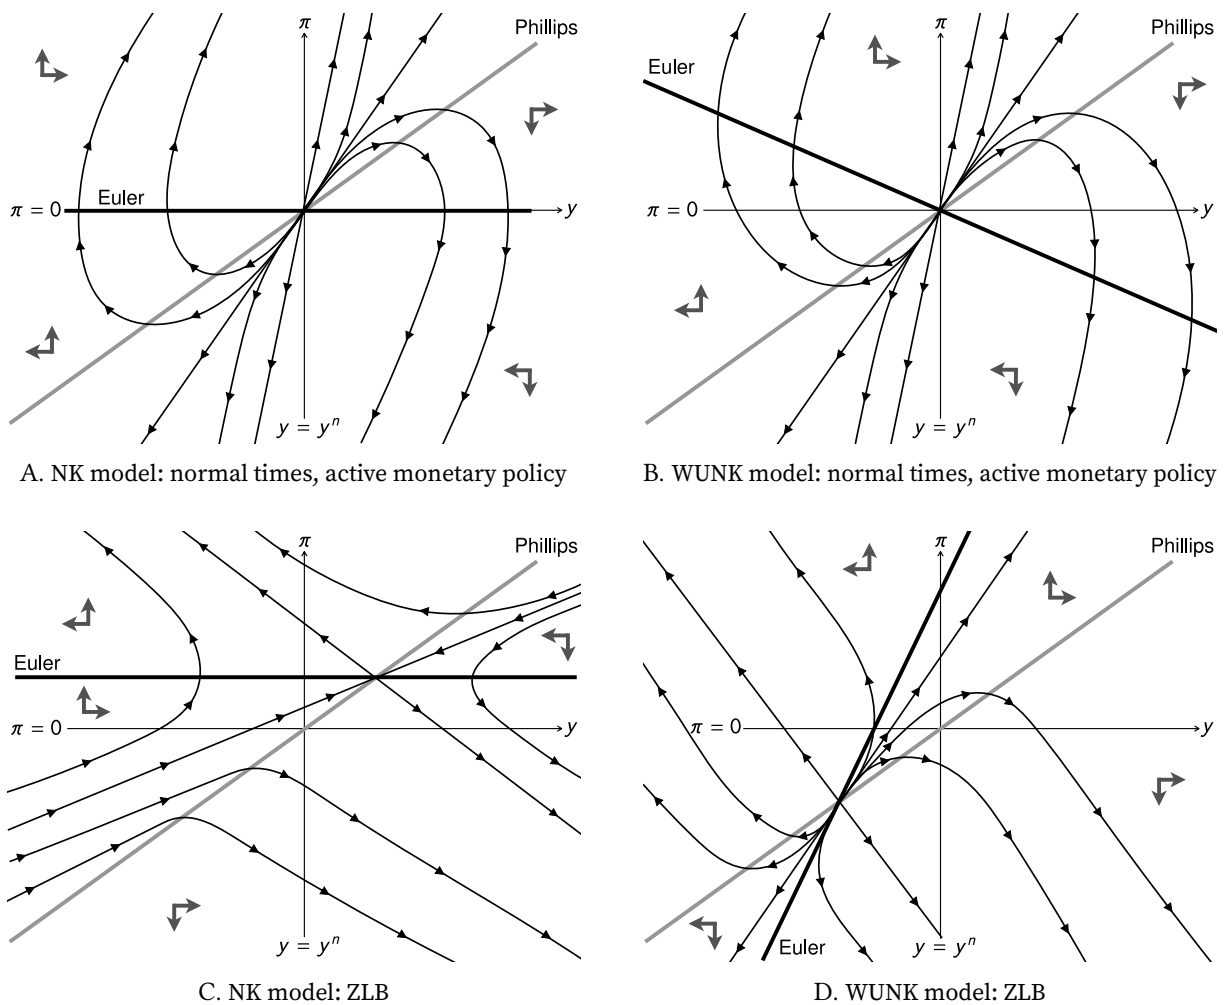 π
Phillips
Euler
π = 0
y
y = yⁿ
A. NK model: normal times, active monetary policy
π
Phillips
Euler
π = 0
y
y = yⁿ
B. WUNK model: normal times, active monetary policy
π
Phillips
Euler
π = 0
y
y = yⁿ
C. NK model: ZLB
π
Phillips
π = 0
y
Euler
y = yⁿ
D. WUNK model: ZLB